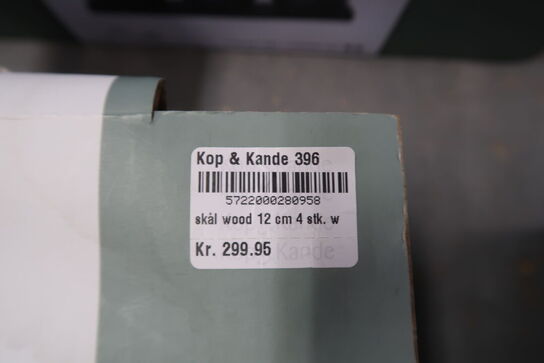 Kop & Kande 396
5722000280958
skål wood 12 cm 4 stk. w
Kr. 299.95